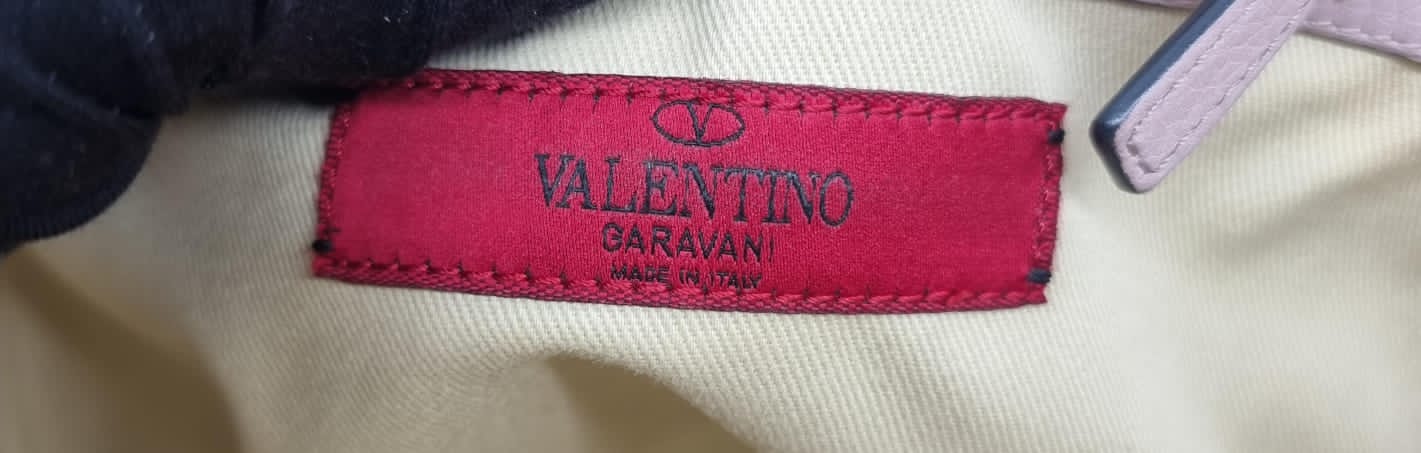 V
VALENTINO
GARAVANI
MADE IN ITALY